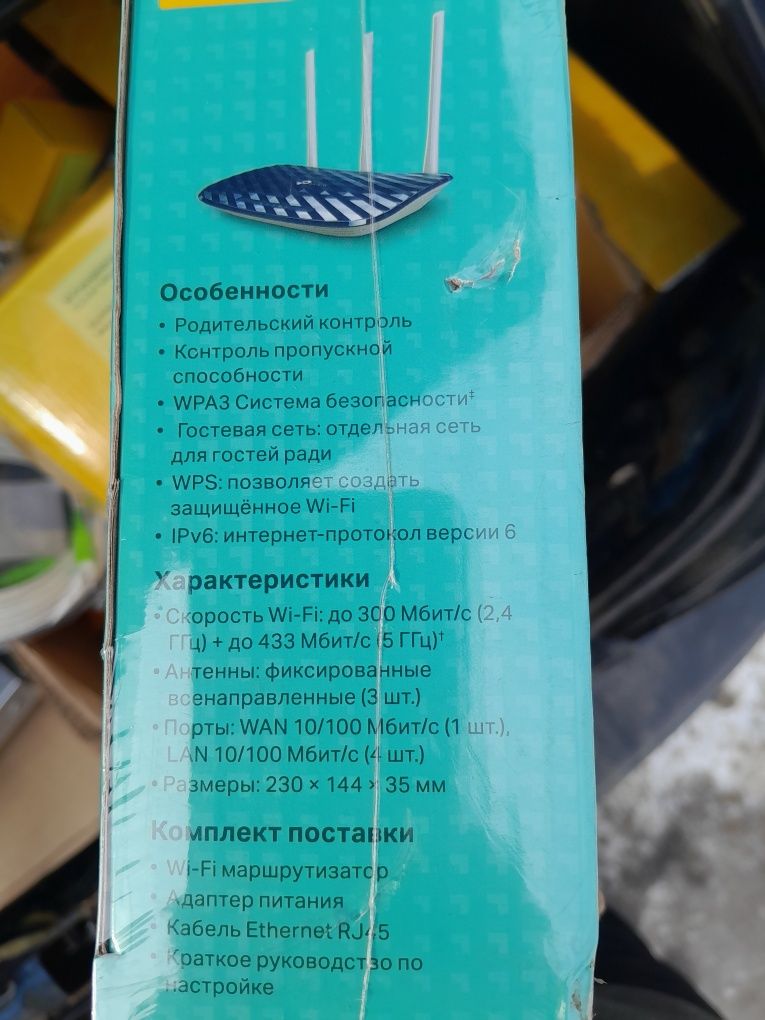 Особенности
• Родительский контроль
• Контроль пропускной
способности
• WPA3 Система безопасности‡
• Гостевая сеть: отдельная сеть
для гостей ради
• WPS: позволяет создать
защищённое Wi-Fi
• IPv6: интернет-протокол версии 6
Характеристики
• Скорость Wi-Fi: до 300 Мбит/с (2,4
ГГц) + до 433 Мбит/с (5 ГГц)†
• Антенны: фиксированные
всенаправленные (3 шт.)
• Порты: WAN 10/100 Мбит/с (1 шт.),
LAN 10/100 Мбит/с (4 шт.)
• Размеры: 230 × 144 × 35 мм
Комплект поставки
• Wi-Fi маршрутизатор
• Адаптер питания
• Кабель Ethernet RJ45
• Краткое руководство по
настройке